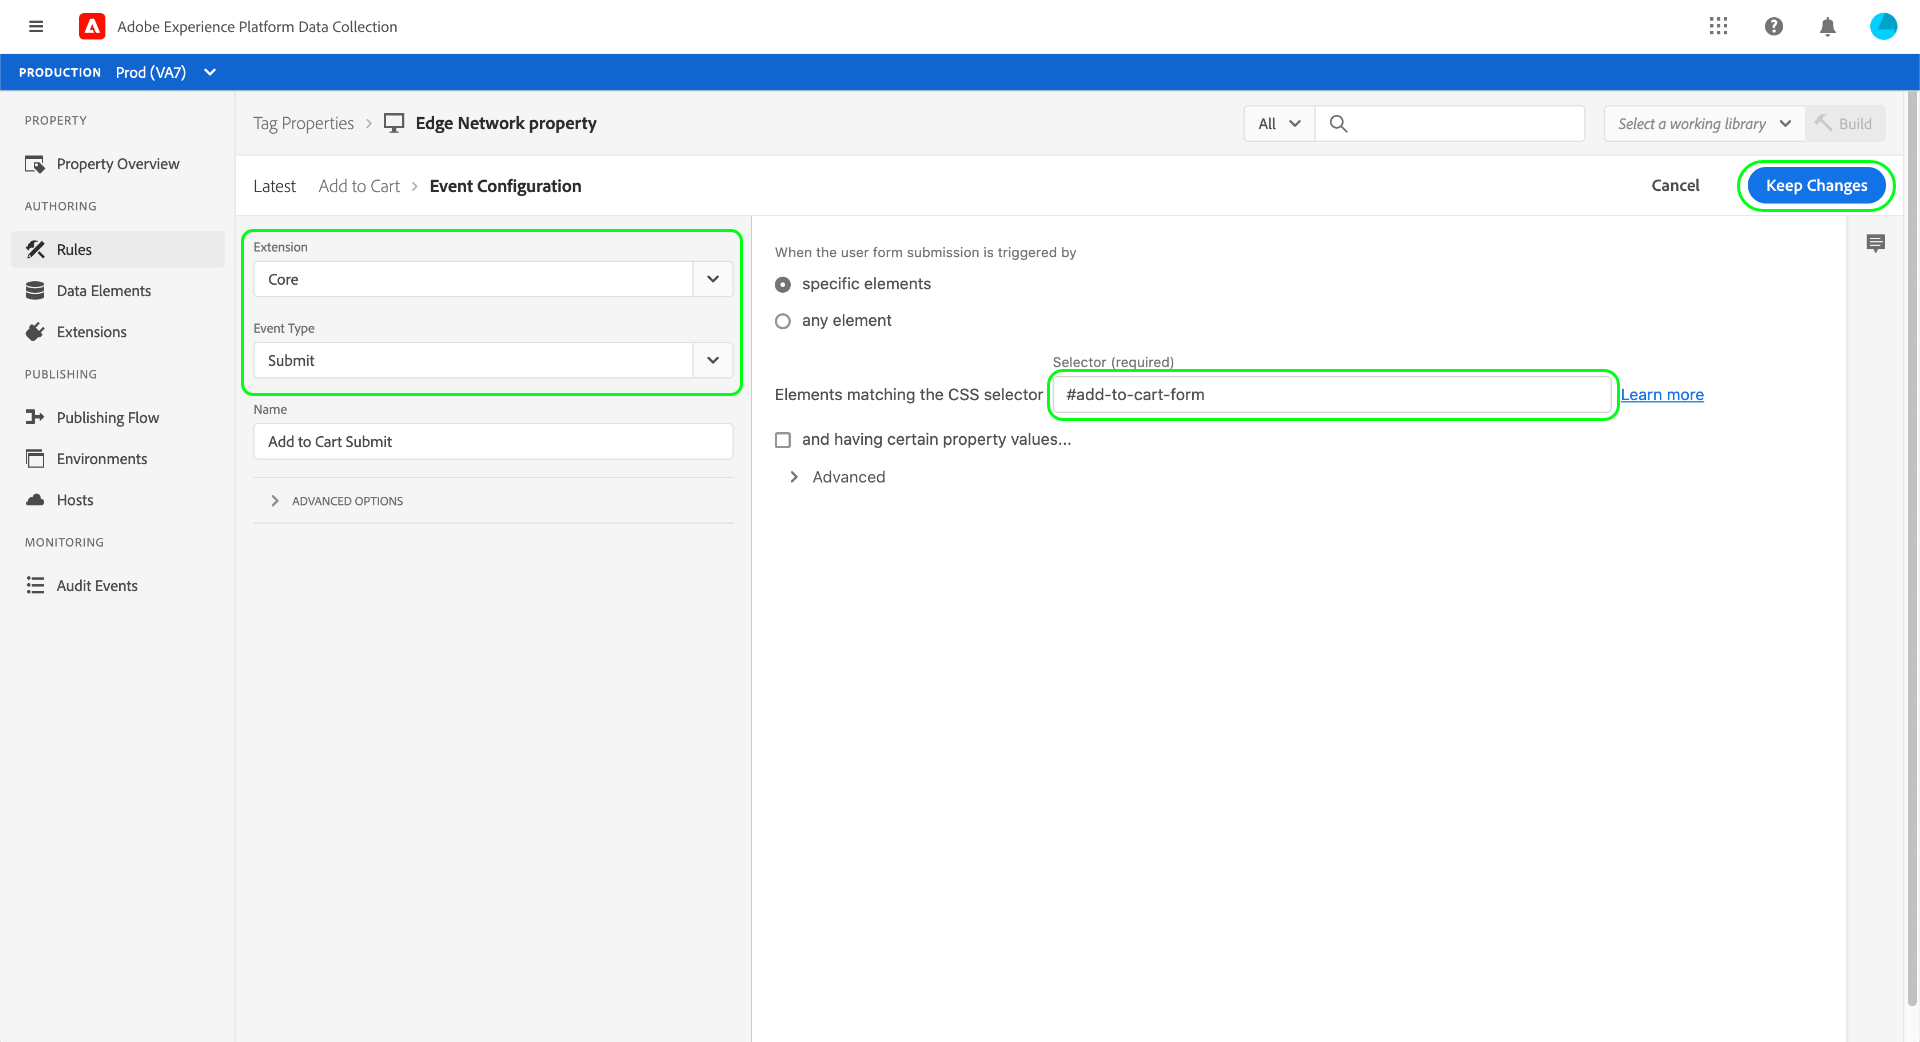 Adobe Experience Platform Data Collection
PRODUCTION Prod (VA7)
PROPERTY
Property Overview
AUTHORING
Rules
Data Elements
Extensions
PUBLISHING
Publishing Flow
Environments
Hosts
MONITORING
Audit Events
Tag Properties > Edge Network property
All
Select a working library
Build
Latest Add to Cart > Event Configuration
Cancel
Keep Changes
Extension
Core
Event Type
Submit
Name
Add to Cart Submit
ADVANCED OPTIONS
When the user form submission is triggered by
specific elements
any element
Selector (required)
Elements matching the CSS selector #add-to-cart-form Learn more
and having certain property values...
Advanced